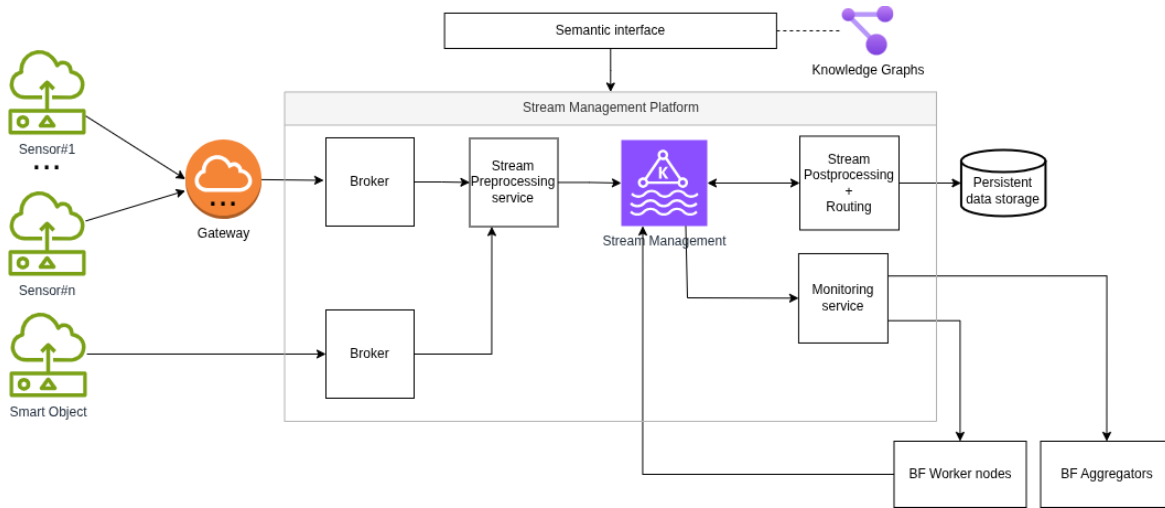 Semantic interface
Knowledge Graphs
Stream Management Platform
Sensor#1
...
Sensor#n
Smart Object
...
Gateway
Broker
Broker
Stream
Preprocessing
service
K
Stream Management
Stream
Postprocessing
+
Routing
Persistent
data storage
Monitoring
service
BF Worker nodes
BF Aggregators